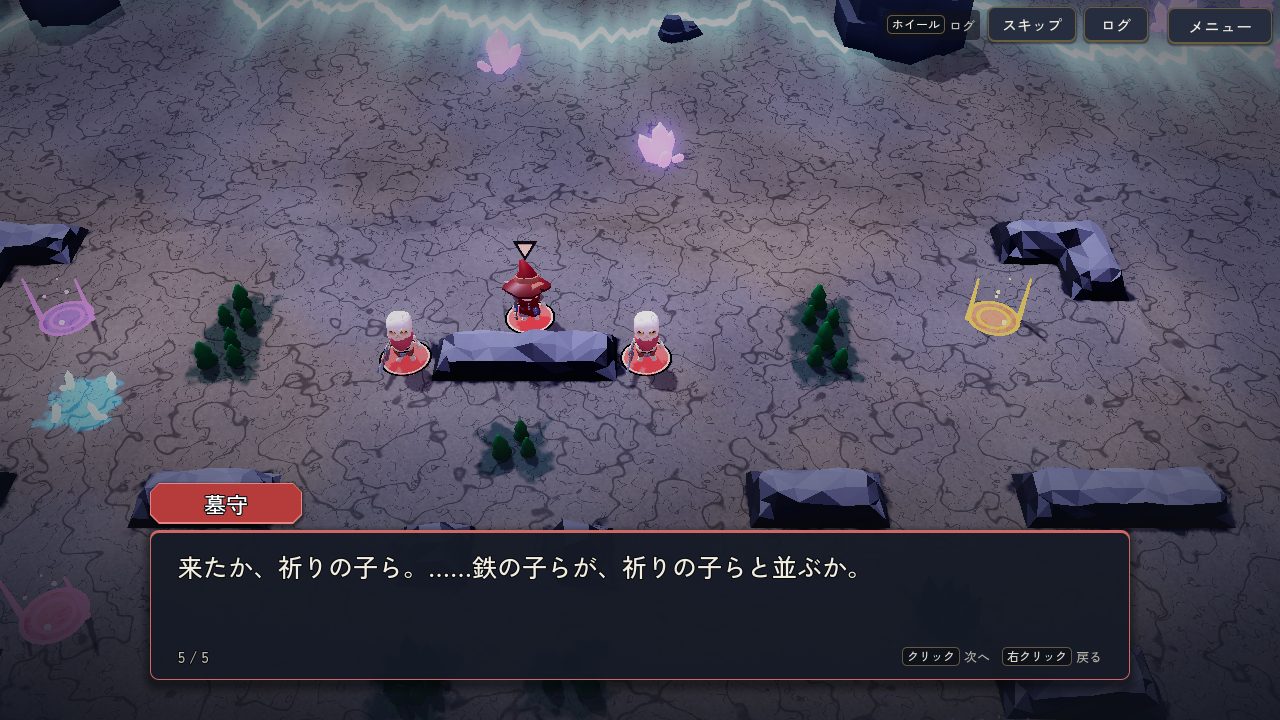 ホイール ログ スキップ ログ メニュー
墓守
来たか、祈りの子ら。……鉄の子らが、祈りの子らと並ぶか。
5 / 5 クリック 次へ 右クリック 戻る